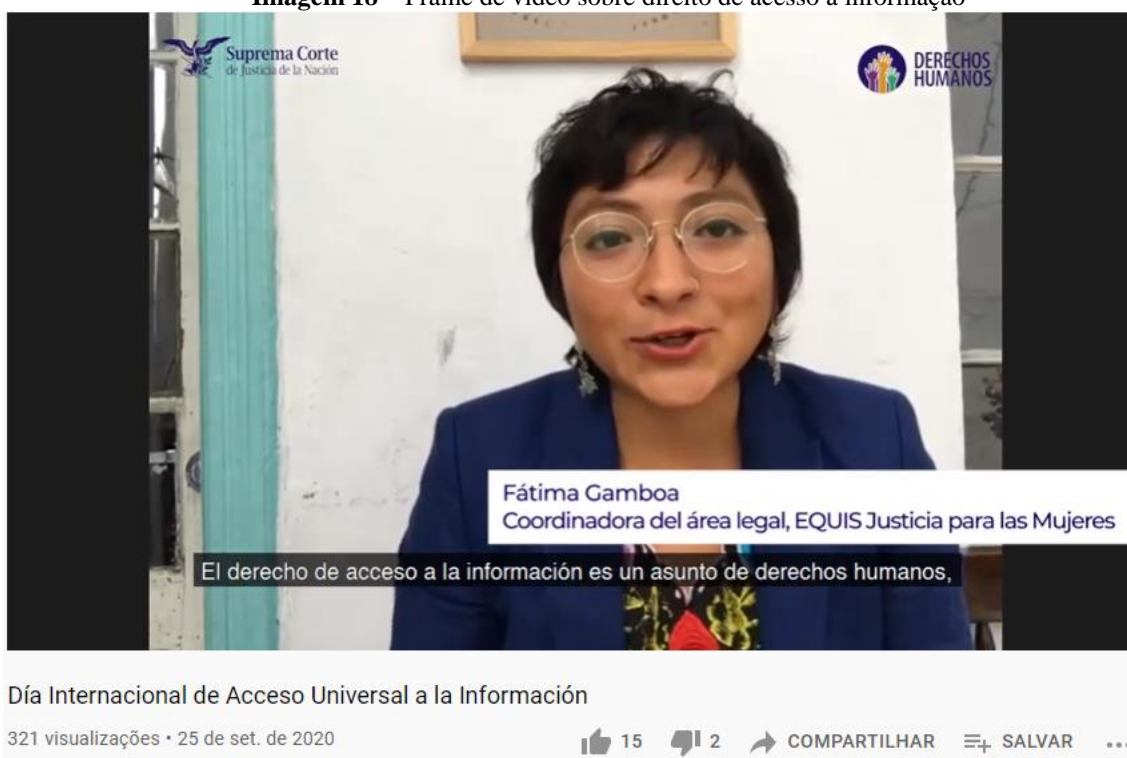 Imagem 18 – Frame de vídeo sobre direito de acesso à informação
Suprema Corte
de Justicia de la Nación
DERECHOS
HUMANOS
Fátima Gamboa
Coordinadora del área legal, EQUIS Justicia para las Mujeres
El derecho de acceso a la información es un asunto de derechos humanos,
Día Internacional de Acceso Universal a la Información
321 visualizações • 25 de set. de 2020 15 2 COMPARTILHAR SALVAR ...